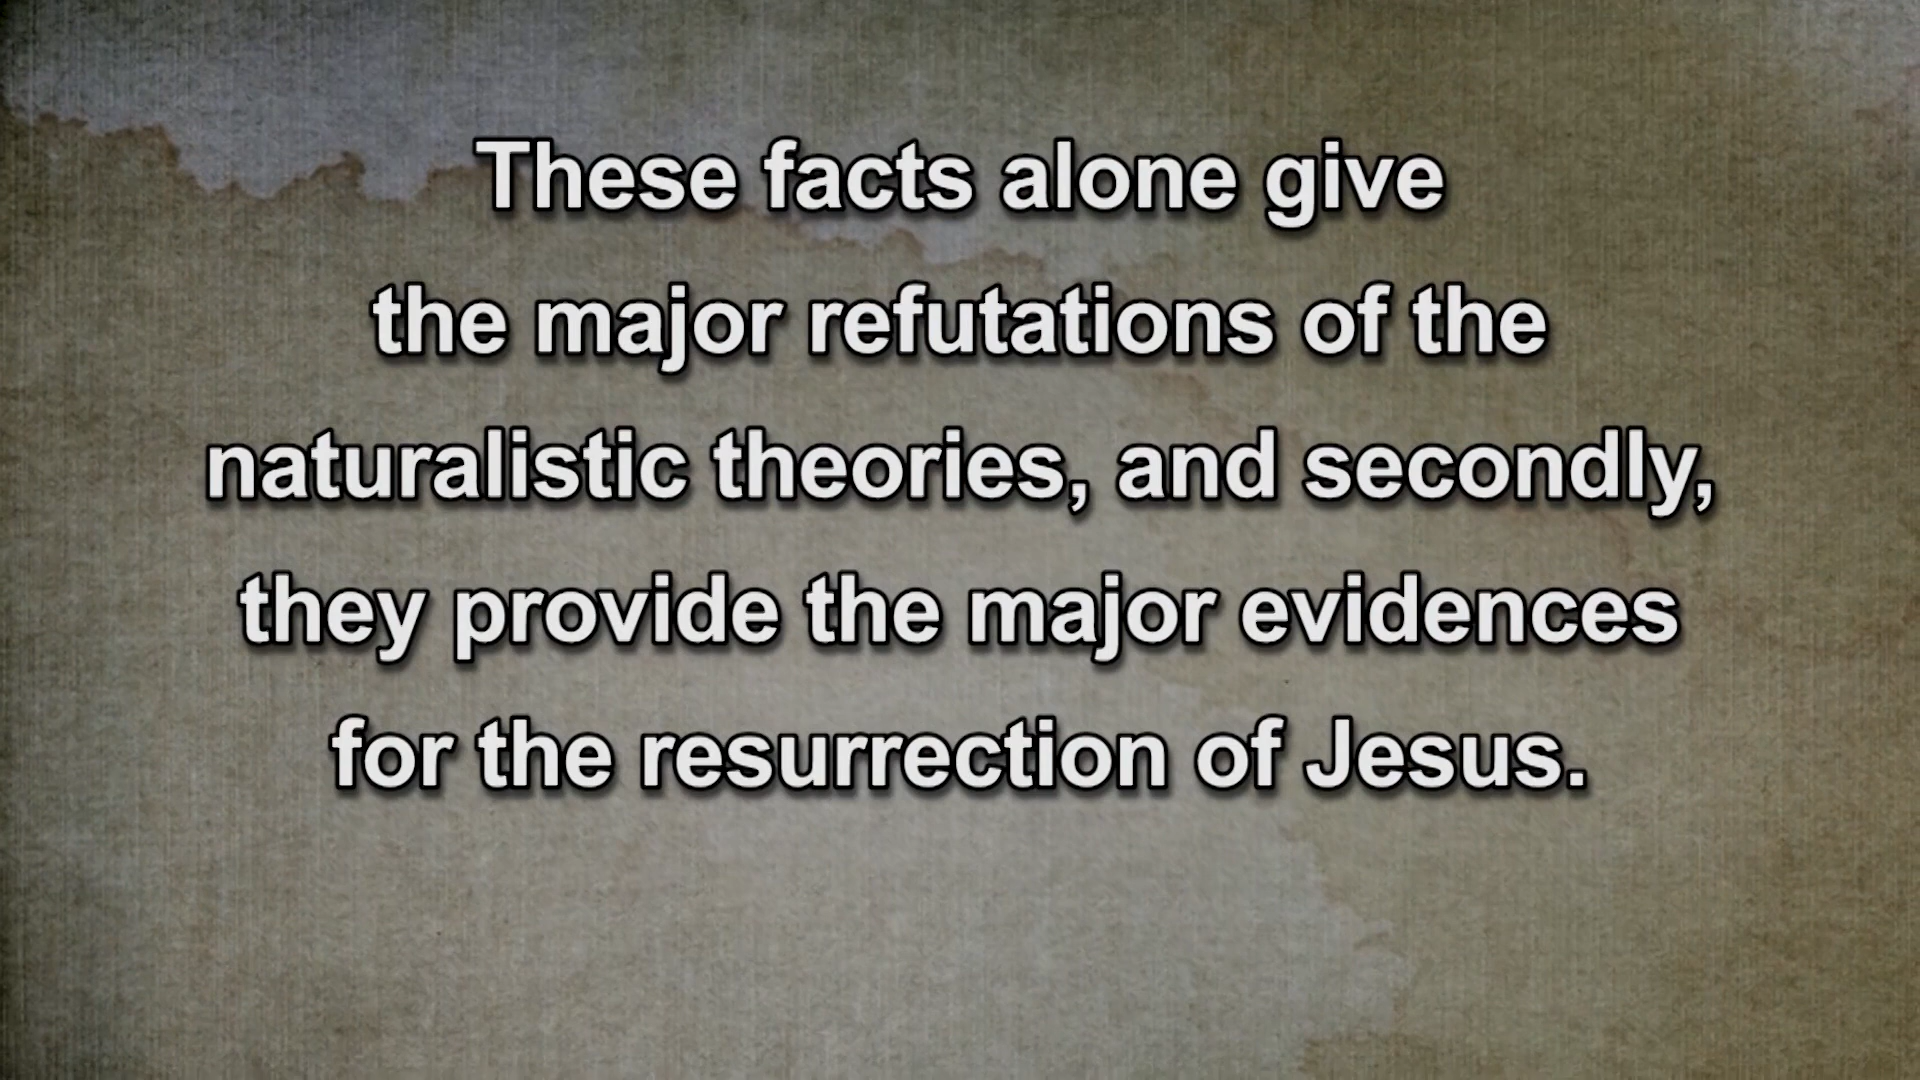 These facts alone give
the major refutations of the
naturalistic theories, and secondly,
they provide the major evidences
for the resurrection of Jesus.